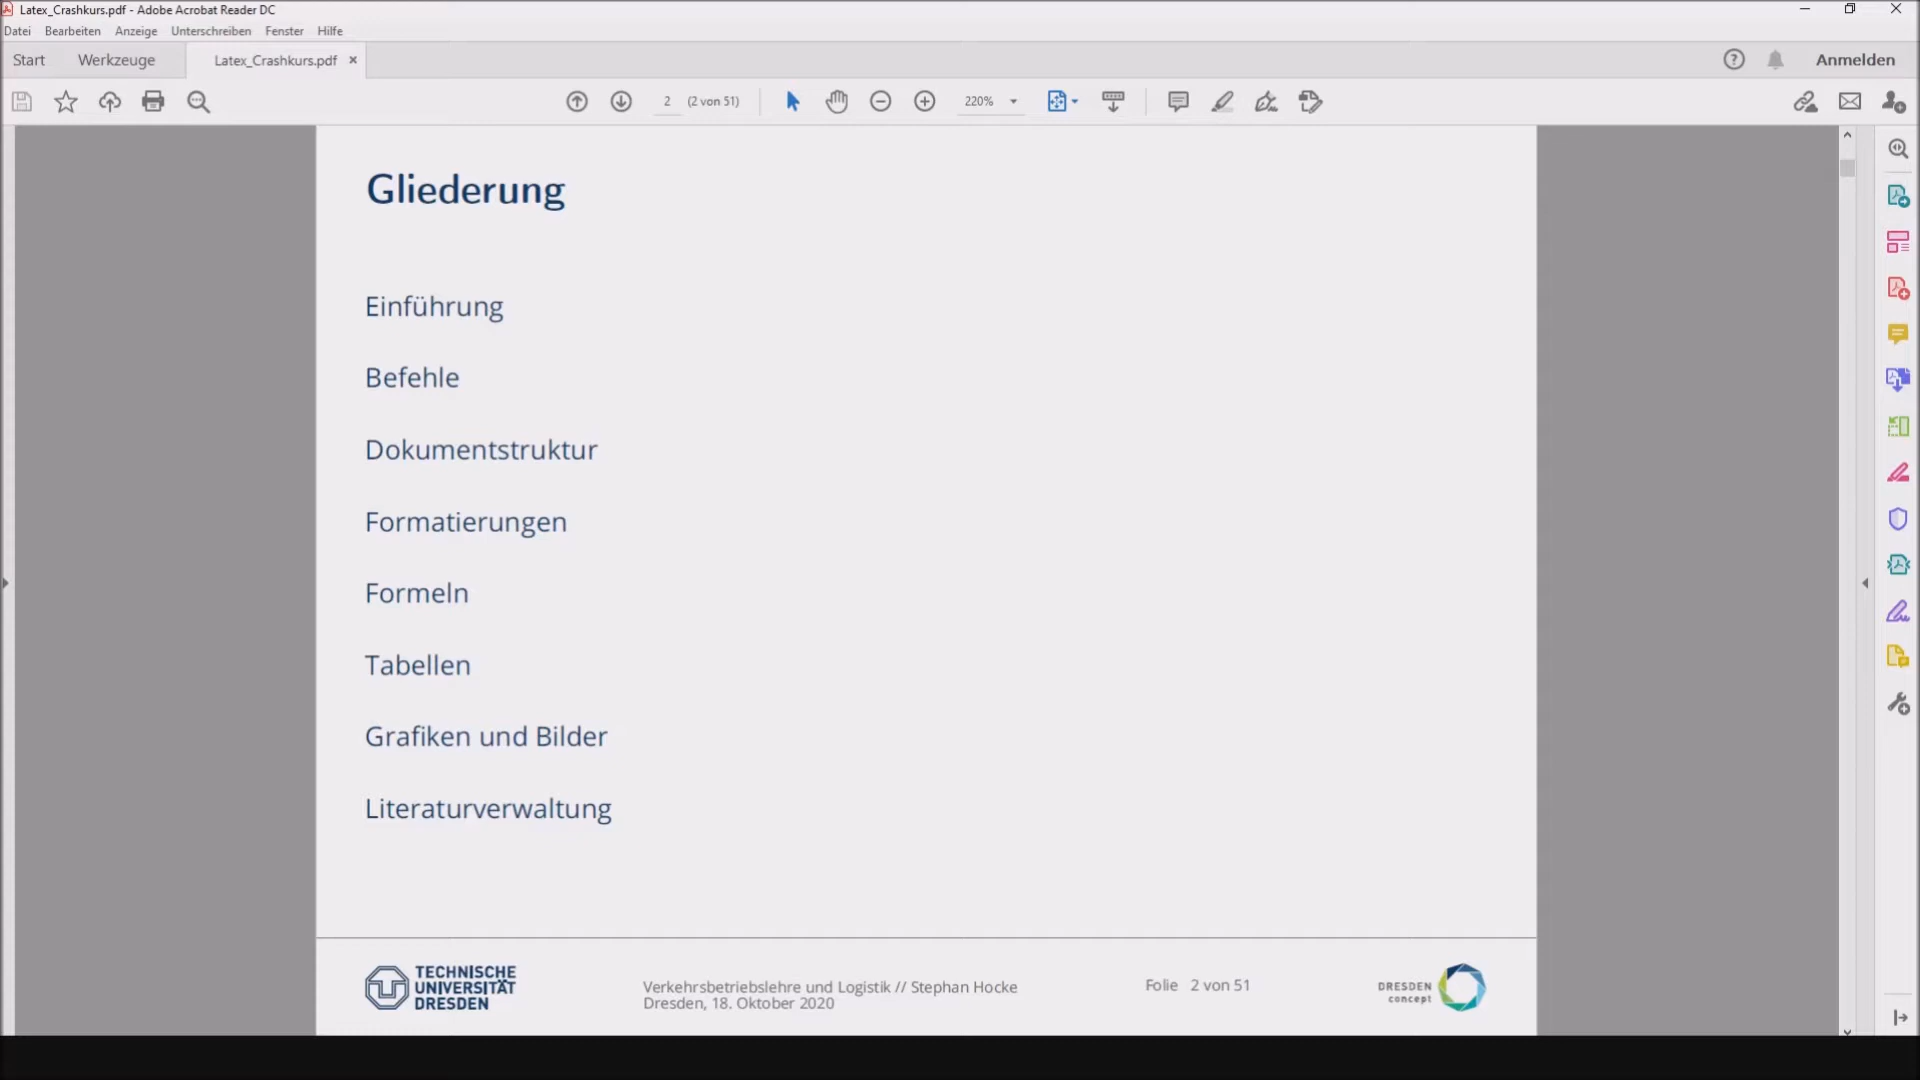 Latex_Crashkurs.pdf - Adobe Acrobat Reader DC
Datei Bearbeiten Anzeige Unterschreiben Fenster Hilfe
Start Werkzeuge Latex_Crashkurs.pdf Anmelden
2 (2 von 51) 220%
Gliederung
Einführung
Befehle
Dokumentstruktur
Formatierungen
Formeln
Tabellen
Grafiken und Bilder
Literaturverwaltung
TECHNISCHE
UNIVERSITÄT
DRESDEN
Verkehrsbetriebslehre und Logistik // Stephan Hocke
Dresden, 18. Oktober 2020
Folie 2 von 51
DRESDEN
concept